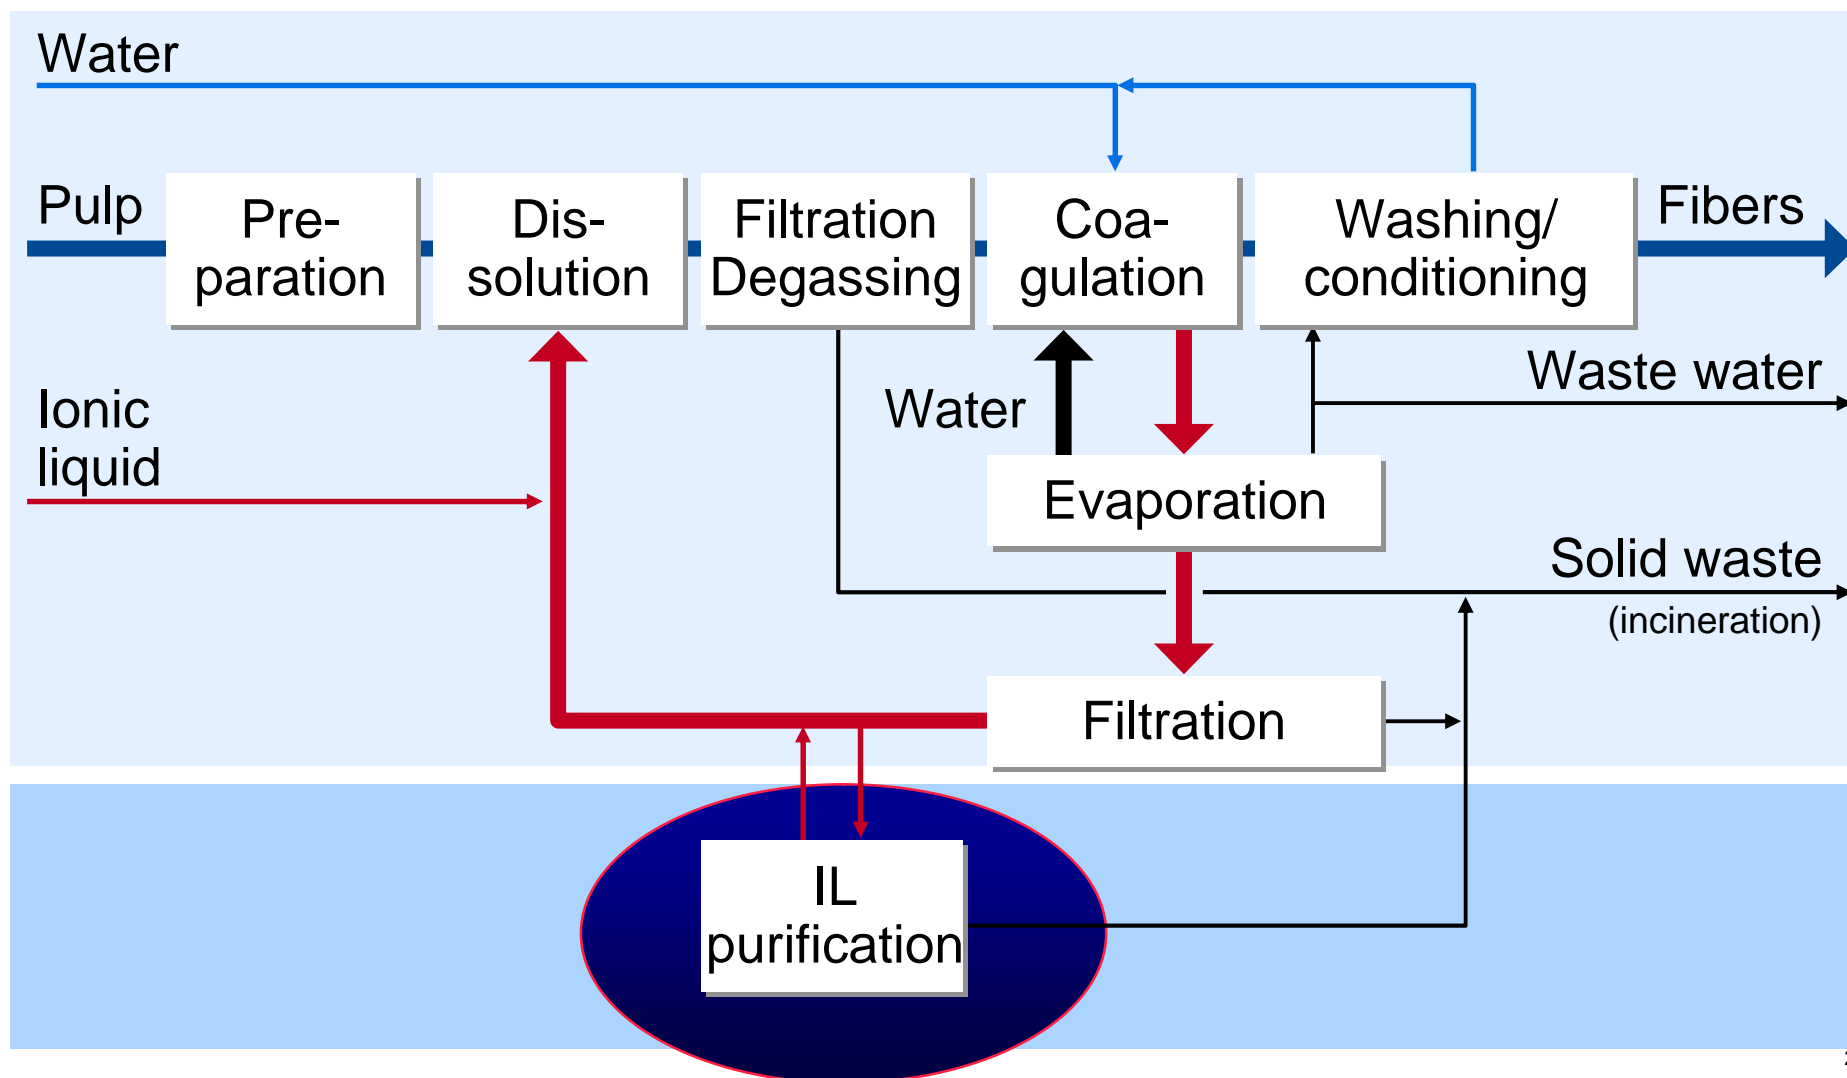 Water
Pulp
Pre-
paration
Dis-
solution
Filtration
Degassing
Coa-
gulation
Washing/
conditioning
Fibers
Waste water
Ionic
liquid
Water
Evaporation
Solid waste
(incineration)
Filtration
IL
purification